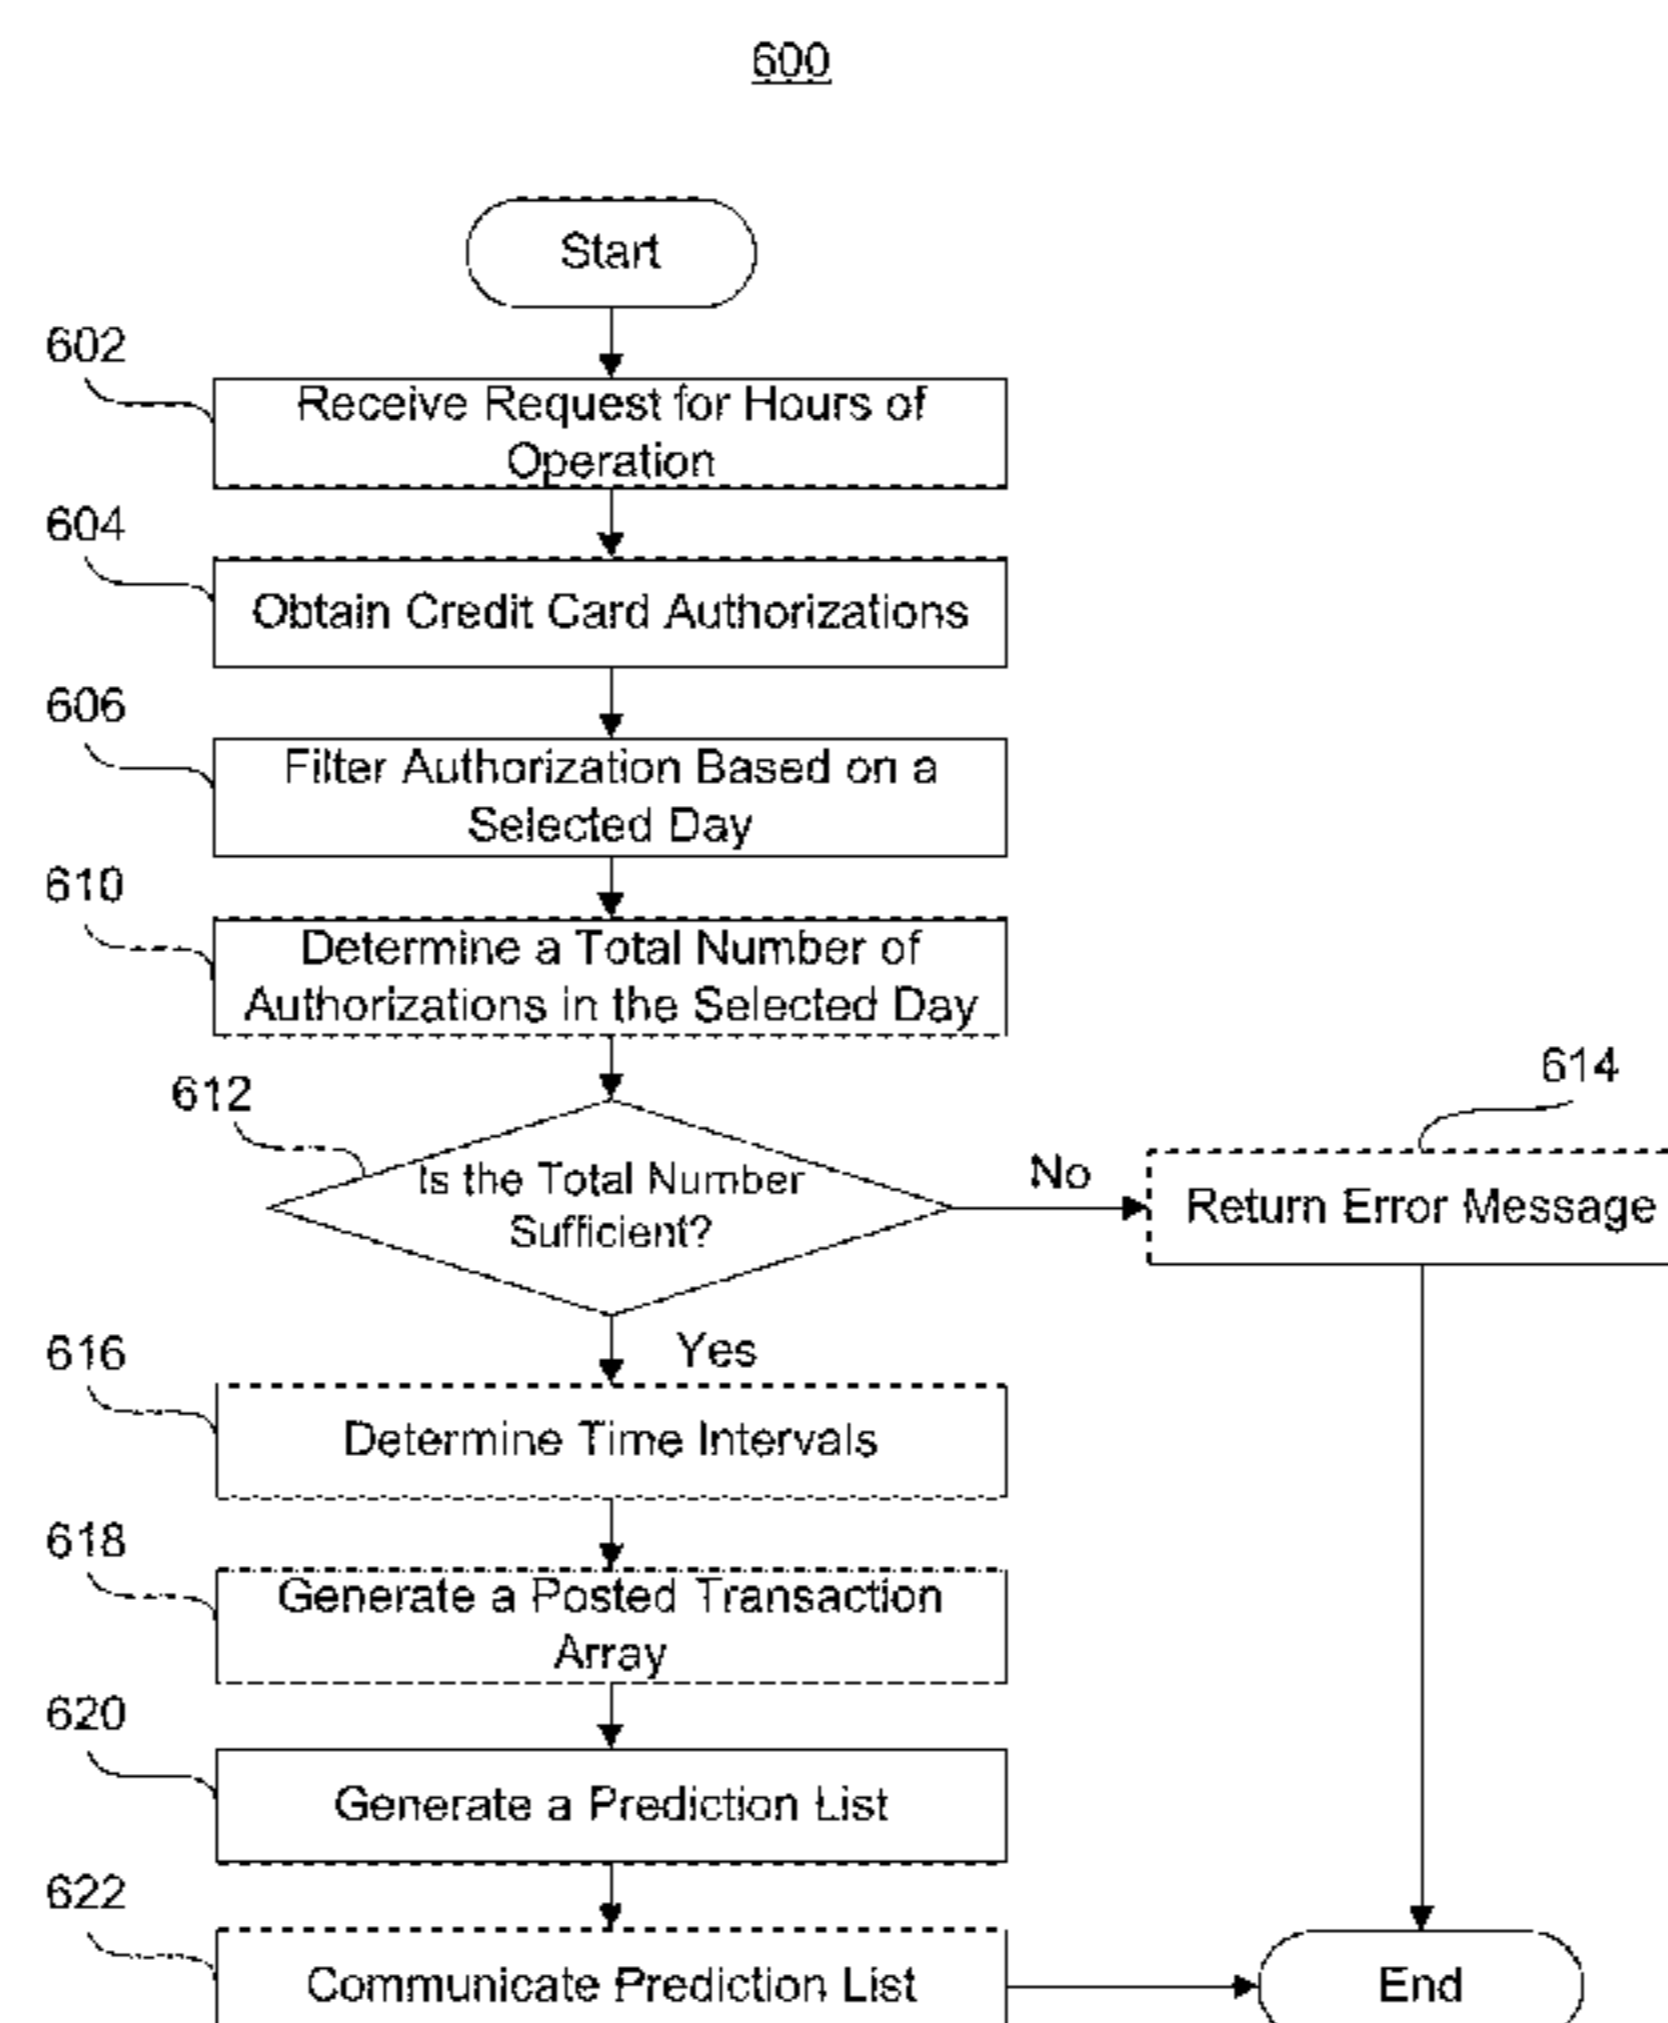 600
Start
602
Receive Request for Hours of
Operation
604
Obtain Credit Card Authorizations
606
Filter Authorization Based on a
Selected Day
610
Determine a Total Number of
Authorizations in the Selected Day
612
Is the Total Number
Sufficient?
No
614
Return Error Message
Yes
616
Determine Time Intervals
618
Generate a Posted Transaction
Array
620
Generate a Prediction List
622
Communicate Prediction List
End